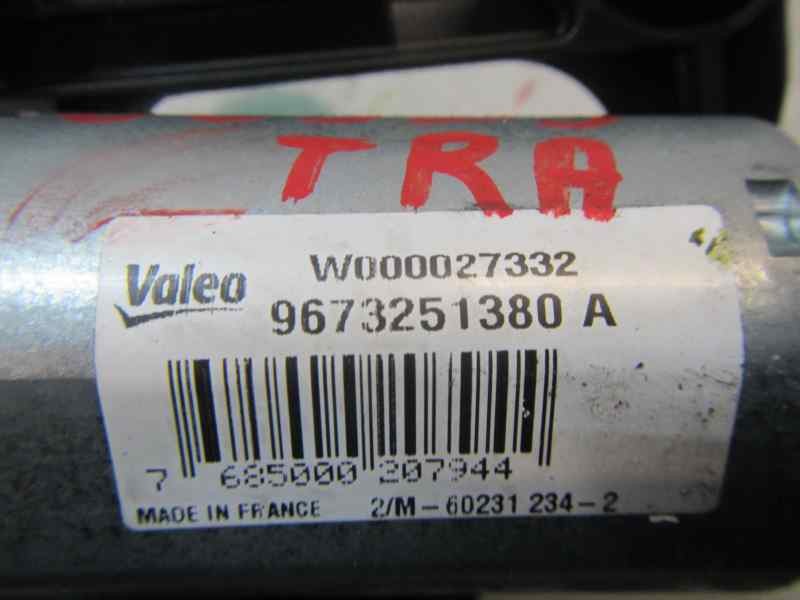 TRA
Valeo
W000027332
9673251380 A
7 685000 207944
MADE IN FRANCE 2/M-60231 234-2